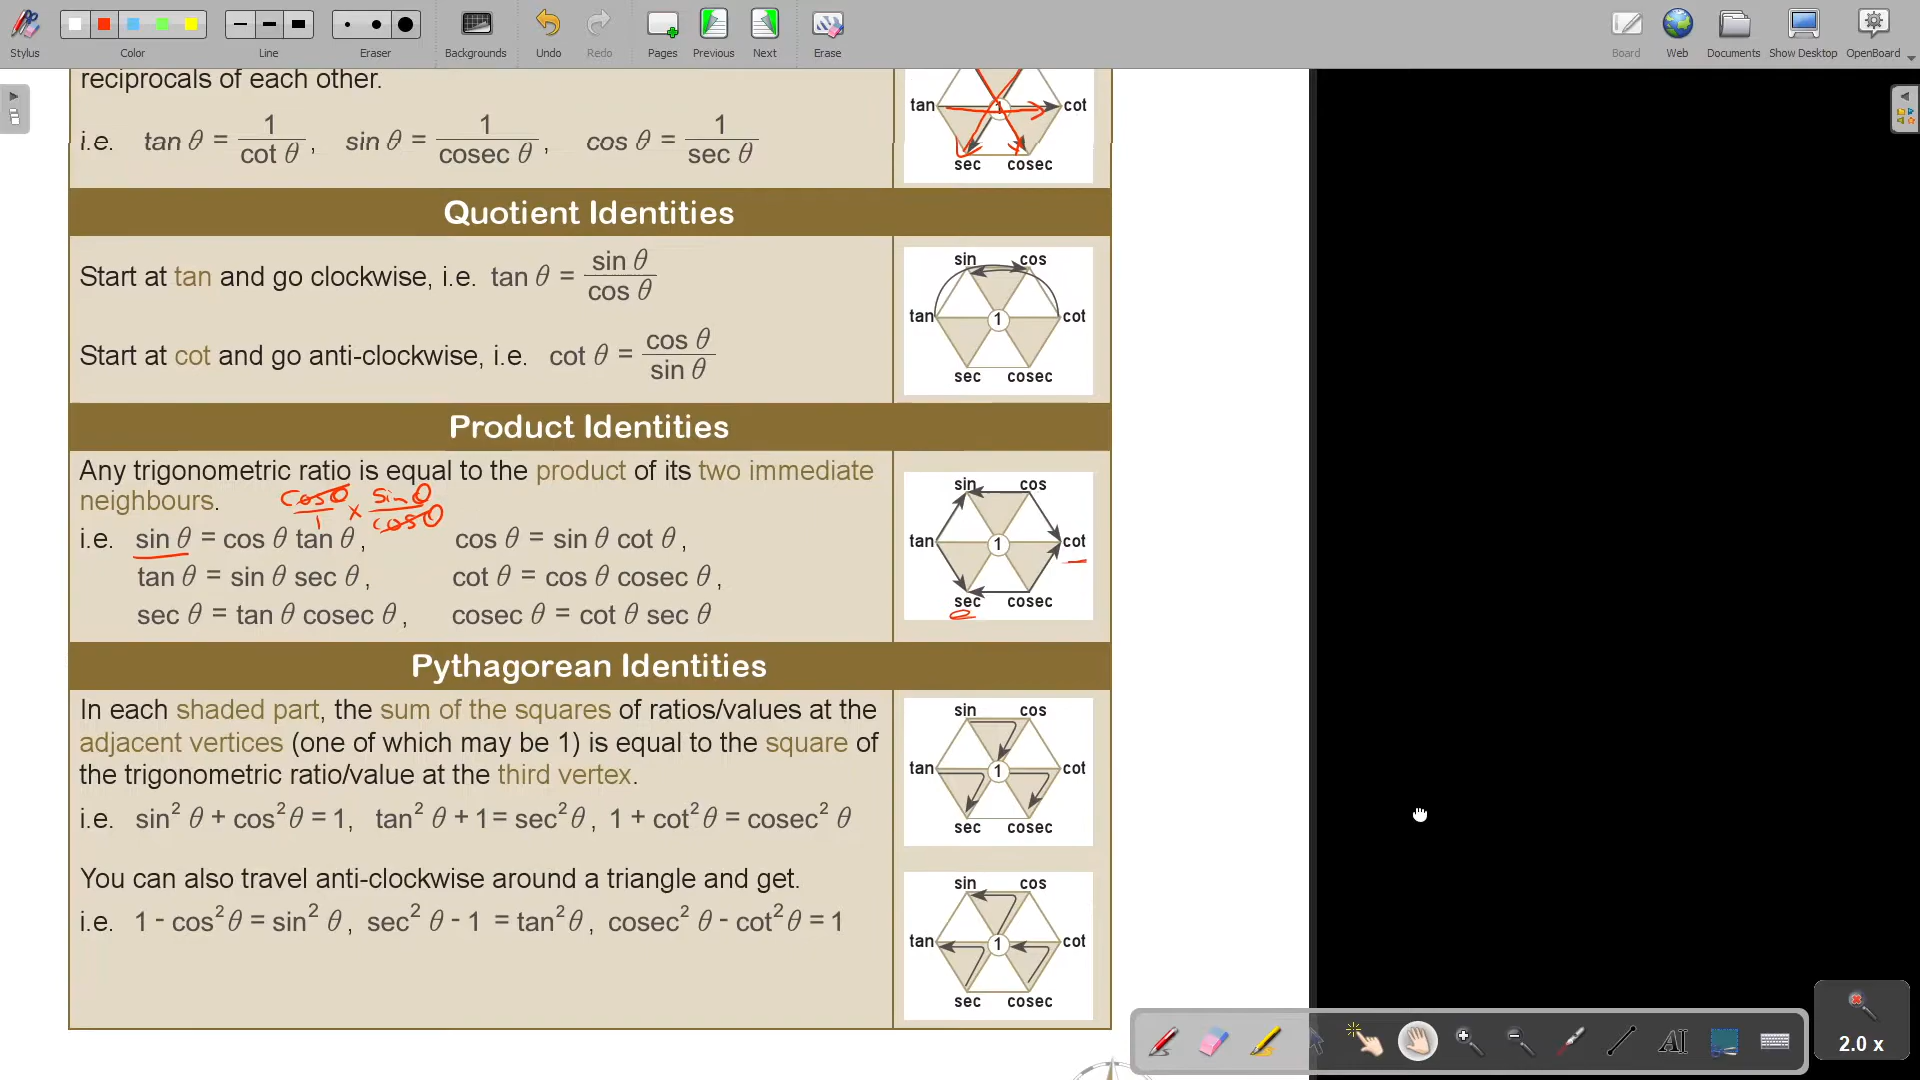 Stylus Color Line Eraser Backgrounds Undo Redo Pages Previous Next Erase Board Web Documents Show Desktop OpenBoard
reciprocals of each other.
i.e. tan θ = 1/cot θ, sin θ = 1/cosec θ, cos θ = 1/sec θ
tan 1 cot
sec cosec
Quotient Identities
Start at tan and go clockwise, i.e. tan θ = sin θ/cos θ
Start at cot and go anti-clockwise, i.e. cot θ = cos θ/sin θ
sin cos
tan 1 cot
sec cosec
Product Identities
Any trigonometric ratio is equal to the product of its two immediate
neighbours.
cosθ/1 × sinθ/cosθ
i.e. sin θ = cos θ tan θ, cos θ = sin θ cot θ,
tan θ = sin θ sec θ, cot θ = cos θ cosec θ,
sec θ = tan θ cosec θ, cosec θ = cot θ sec θ
sin cos
tan 1 cot
sec cosec
Pythagorean Identities
In each shaded part, the sum of the squares of ratios/values at the
adjacent vertices (one of which may be 1) is equal to the square of
the trigonometric ratio/value at the third vertex.
i.e. sin² θ + cos² θ = 1, tan² θ + 1 = sec² θ, 1 + cot² θ = cosec² θ
sin cos
tan 1 cot
sec cosec
You can also travel anti-clockwise around a triangle and get.
i.e. 1 - cos² θ = sin² θ, sec² θ - 1 = tan² θ, cosec² θ - cot² θ = 1
sin cos
tan 1 cot
sec cosec
AI
2.0 x